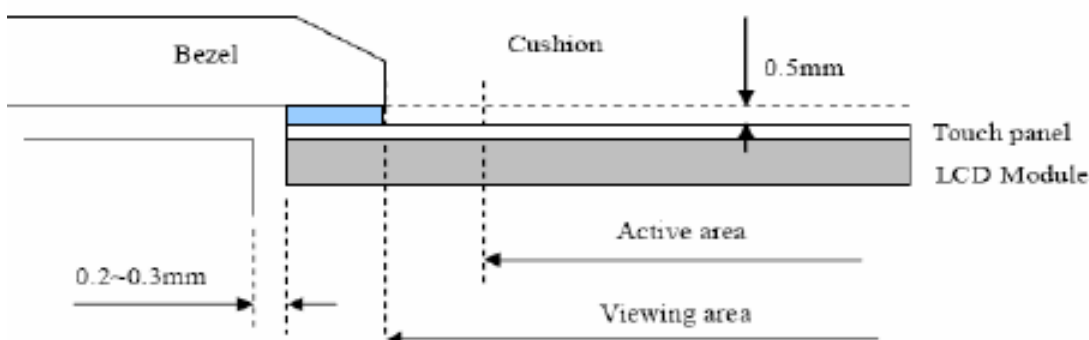 Cushion
Bezel
0.5mm
Touch panel
LCD Module
Active area
0.2~0.3mm
Viewing area